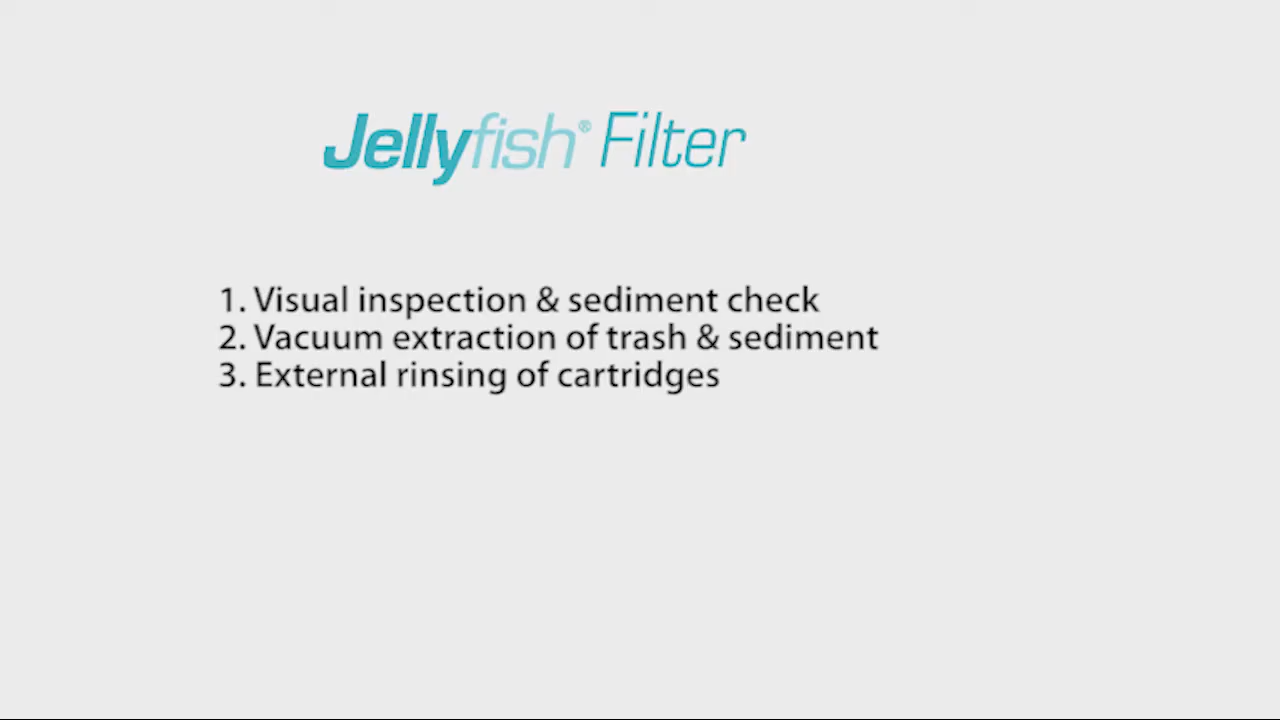 Jellyfish® Filter
1. Visual inspection & sediment check
2. Vacuum extraction of trash & sediment
3. External rinsing of cartridges